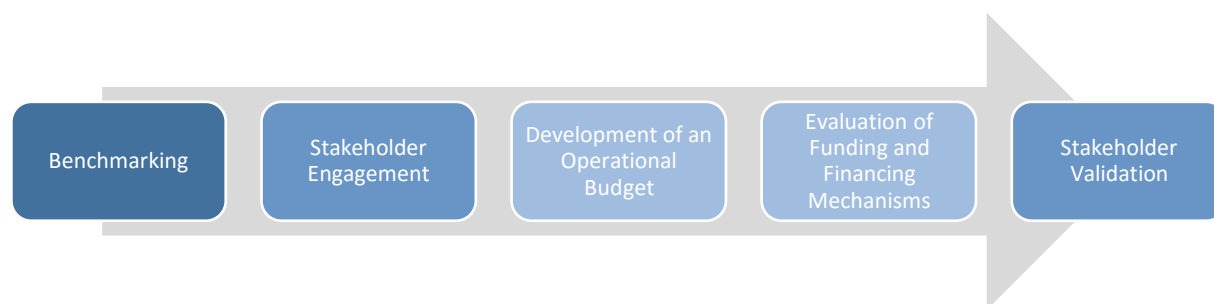 Benchmarking
Stakeholder
Engagement
Development of an
Operational
Budget
Evaluation of
Funding and
Financing
Mechanisms
Stakeholder
Validation